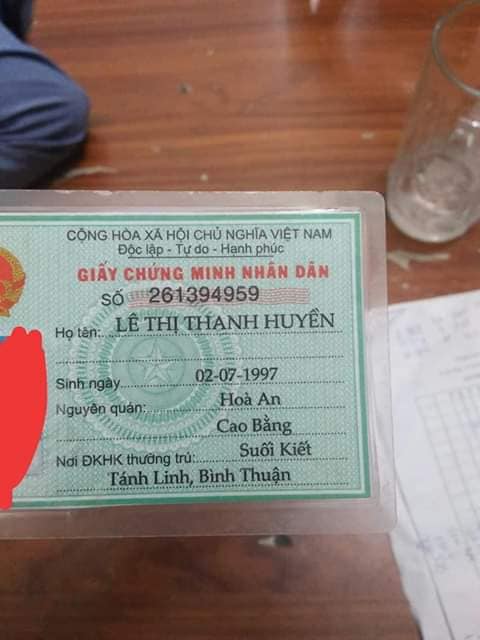 CỘNG HÒA XÃ HỘI CHỦ NGHĨA VIỆT NAM
Độc lập - Tự do - Hạnh phúc
GIẤY CHỨNG MINH NHÂN DÂN
SỐ 261394959
Họ tên: LÊ THỊ THANH HUYỀN
Sinh ngày 02-07-1997
Nguyên quán: Hoà An
Cao Bằng
Nơi ĐKHK thường trú: Suối Kiết
Tánh Linh, Bình Thuận